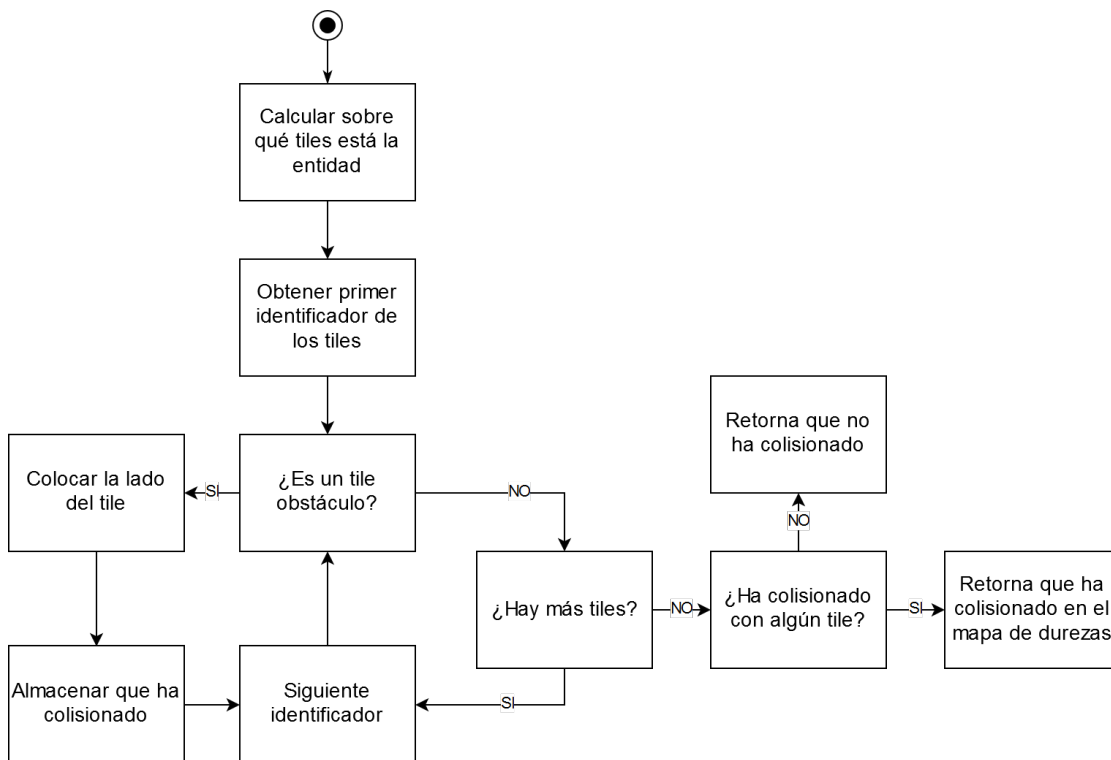 Calcular sobre
qué tiles está la
entidad
Obtener primer
identificador de
los tiles
Retorna que no
ha colisionado
Colocar la lado
del tile
SI
¿Es un tile
obstáculo?
NO
NO
¿Hay más tiles?
NO
¿Ha colisionado
con algún tile?
SI
Retorna que ha
colisionado en el
mapa de durezas
Almacenar que ha
colisionado
Siguiente
identificador
SI